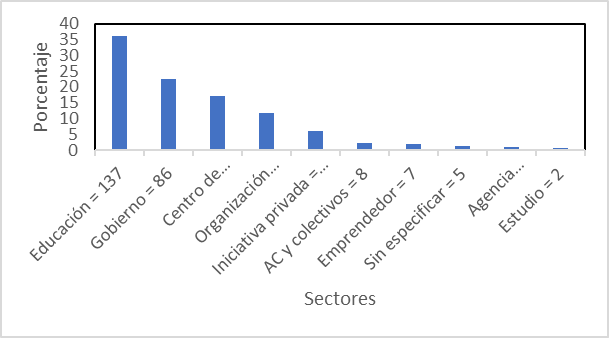 Porcentaje
40
35
30
25
20
15
10
5
0
Educación = 137
Gobierno = 86
Centro de...
Organización...
Iniciativa privada =...
AC y colectivos = 8
Emprendedor = 7
Sin especificar = 5
Agencia...
Estudio = 2
Sectores